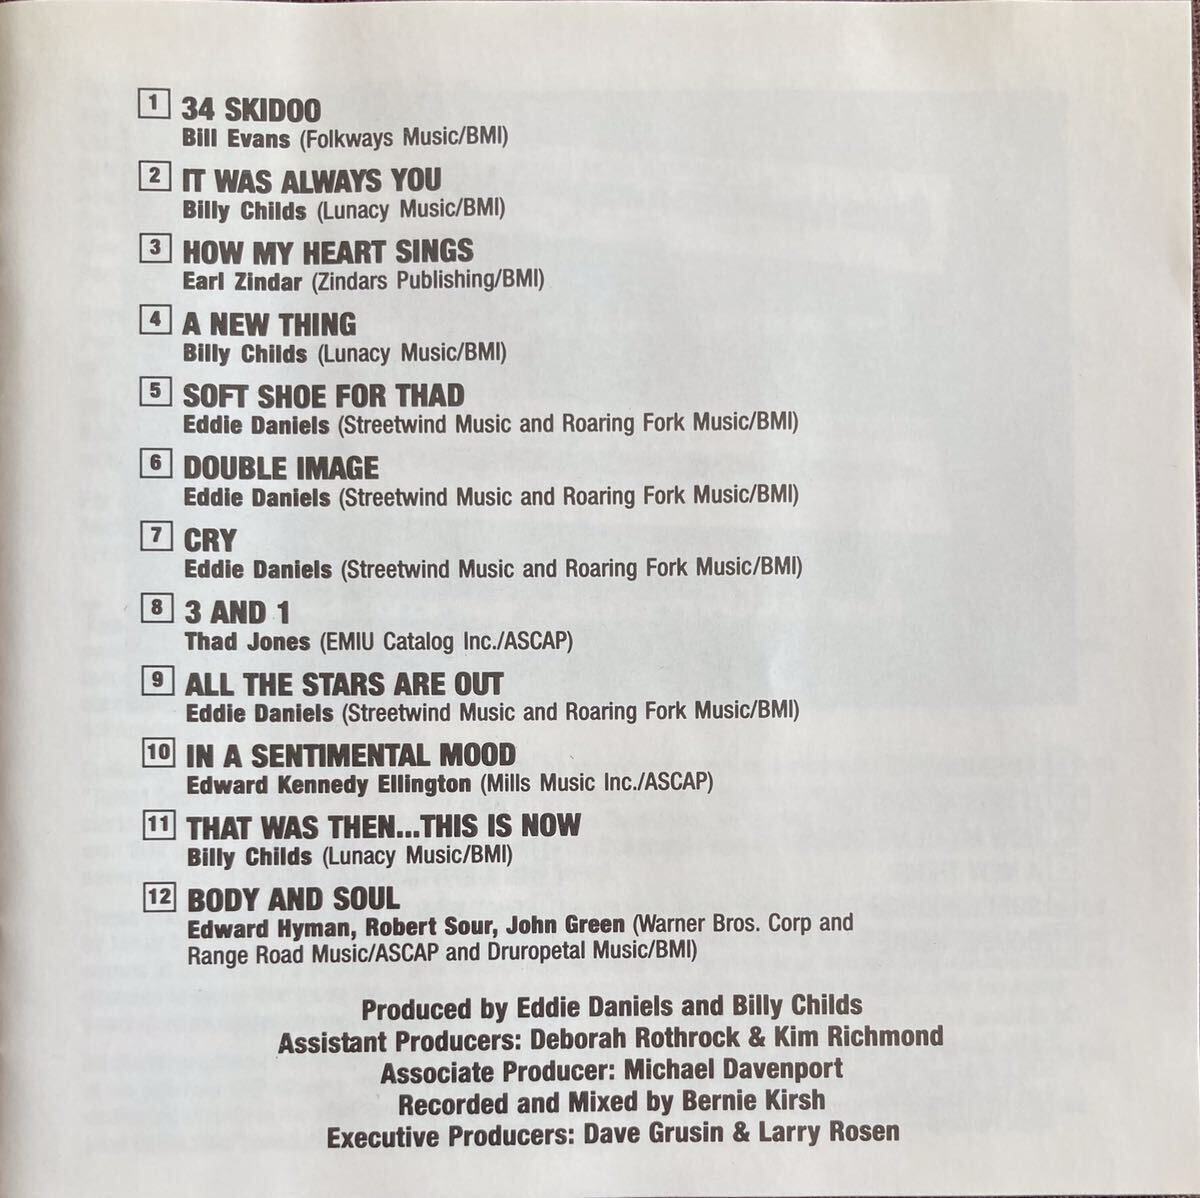 1 34 SKIDOO
Bill Evans (Folkways Music/BMI)
2 IT WAS ALWAYS YOU
Billy Childs (Lunacy Music/BMI)
3 HOW MY HEART SINGS
Earl Zindar (Zindars Publishing/BMI)
4 A NEW THING
Billy Childs (Lunacy Music/BMI)
5 SOFT SHOE FOR THAD
Eddie Daniels (Streetwind Music and Roaring Fork Music/BMI)
6 DOUBLE IMAGE
Eddie Daniels (Streetwind Music and Roaring Fork Music/BMI)
7 CRY
Eddie Daniels (Streetwind Music and Roaring Fork Music/BMI)
8 3 AND 1
Thad Jones (EMIU Catalog Inc./ASCAP)
9 ALL THE STARS ARE OUT
Eddie Daniels (Streetwind Music and Roaring Fork Music/BMI)
10 IN A SENTIMENTAL MOOD
Edward Kennedy Ellington (Mills Music Inc./ASCAP)
11 THAT WAS THEN...THIS IS NOW
Billy Childs (Lunacy Music/BMI)
12 BODY AND SOUL
Edward Hyman, Robert Sour, John Green (Warner Bros. Corp and
Range Road Music/ASCAP and Druropetal Music/BMI)
Produced by Eddie Daniels and Billy Childs
Assistant Producers: Deborah Rothrock & Kim Richmond
Associate Producer: Michael Davenport
Recorded and Mixed by Bernie Kirsh
Executive Producers: Dave Grusin & Larry Rosen